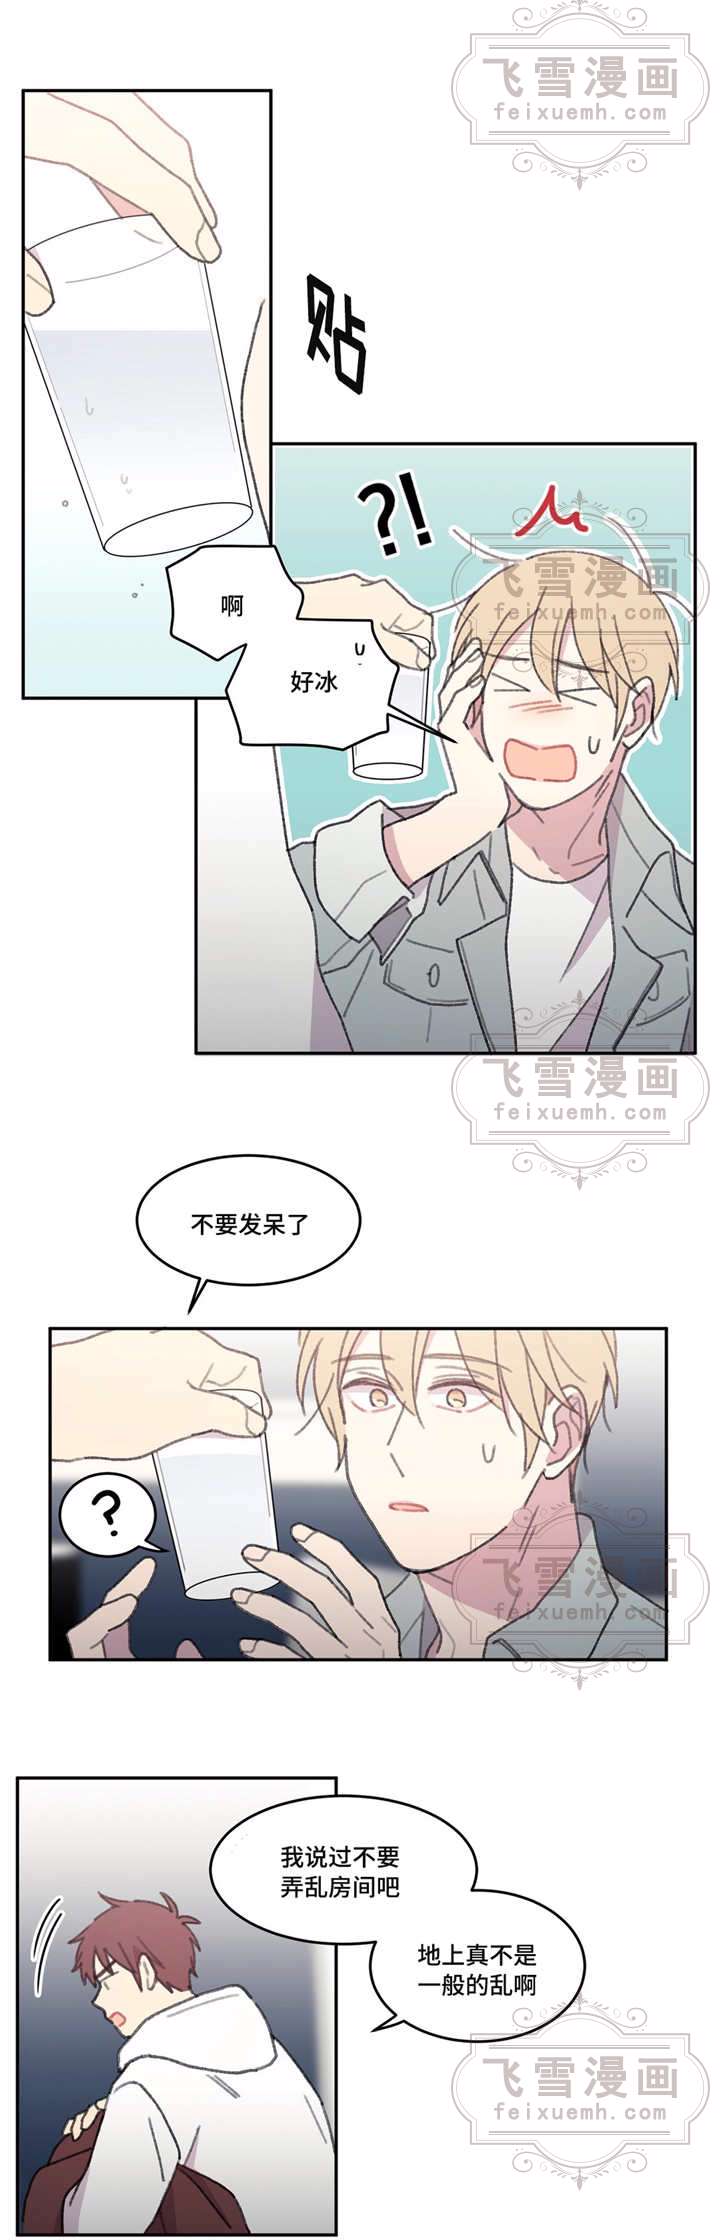 飞雪漫画
feixuemh.com
贴
?!
飞雪漫画
feixuemh.com
啊
好冰
飞雪漫画
feixuemh.com
不要发呆了
?
飞雪漫画
feixuemh.com
我说过不要
弄乱房间吧
地上真不是
一般的乱啊
飞雪漫画
feixuemh.com